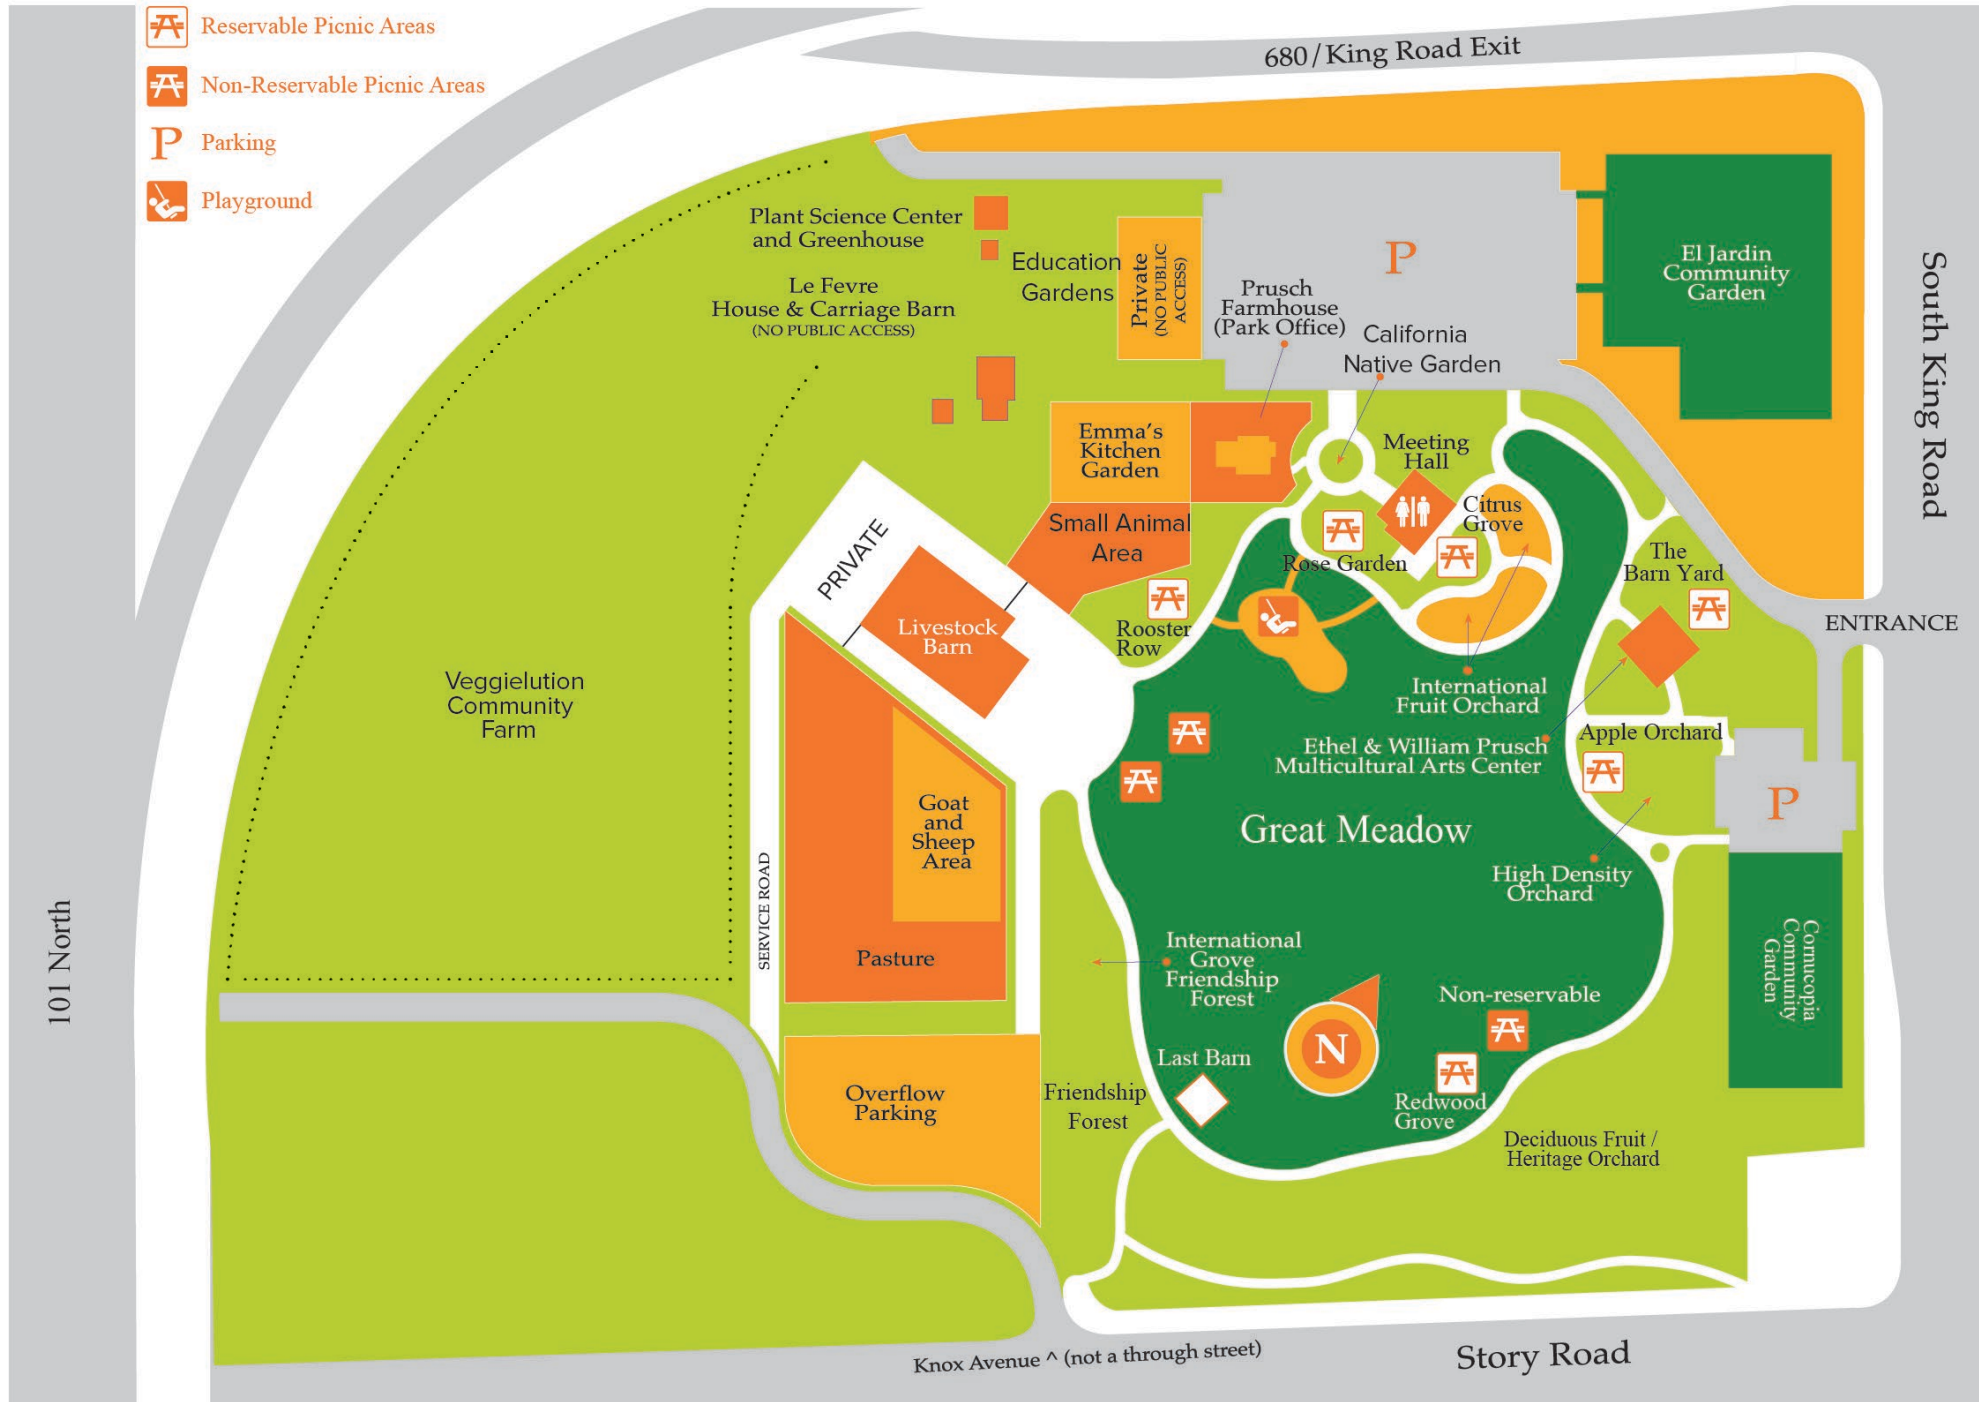 Reservable Picnic Areas
Non-Reservable Picnic Areas
P Parking
Playground
680/King Road Exit
South King Road
101 North
Plant Science Center
and Greenhouse
Le Fevre
House & Carriage Barn
(NO PUBLIC ACCESS)
Education
Gardens
Private
(NO PUBLIC
ACCESS)
P
Prusch
Farmhouse
(Park Office)
California
Native Garden
El Jardin
Community
Garden
Emma's
Kitchen
Garden
Meeting
Hall
Citrus
Grove
Small Animal
Area
Rose Garden
The
Barn Yard
PRIVATE
Livestock
Barn
Rooster
Row
ENTRANCE
Veggielution
Community
Farm
International
Fruit Orchard
Ethel & William Prusch
Multicultural Arts Center
Apple Orchard
P
Goat
and
Sheep
Area
Great Meadow
High Density
Orchard
SERVICE ROAD
Pasture
International
Grove
Friendship
Forest
Non-reservable
Cornucopia
Community
Garden
N
Last Barn
Redwood
Grove
Overflow
Parking
Friendship
Forest
Deciduous Fruit /
Heritage Orchard
Knox Avenue ^ (not a through street)
Story Road